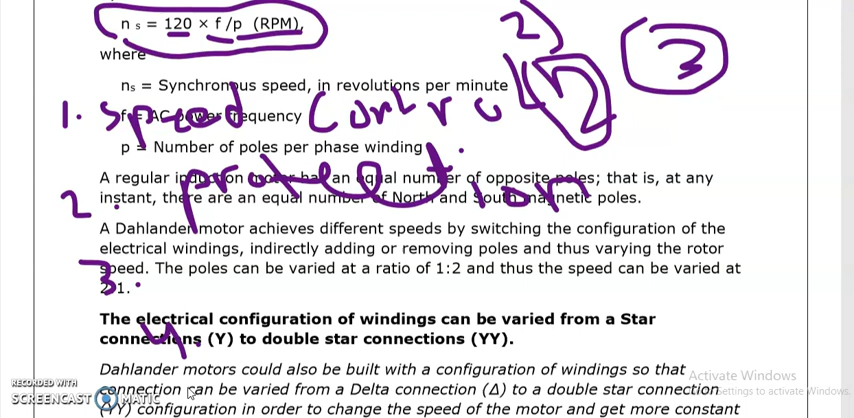 n s = 120 × f /p (RPM),
2)
3
where
ns = Synchronous speed, in revolutions per minute
1. Speed Control
2
f = AC power frequency
p = Number of poles per phase winding
A regular induction motor has an equal number of opposite poles; that is, at any
2. protection
instant, there are an equal number of North and South magnetic poles.
A Dahlander motor achieves different speeds by switching the configuration of the
electrical windings, indirectly adding or removing poles and thus varying the rotor
3.
speed. The poles can be varied at a ratio of 1:2 and thus the speed can be varied at
2:1.
The electrical configuration of windings can be varied from a Star
4.
connections (Y) to double star connections (YY).
Dahlander motors could also be built with a configuration of windings so that
Activate Windows
connection can be varied from a Delta connection (Δ) to a double star connection
Settings to activate Windows.
(YY) configuration in order to change the speed of the motor and get more constant
RECORDED WITH
SCREENCAST MATIC